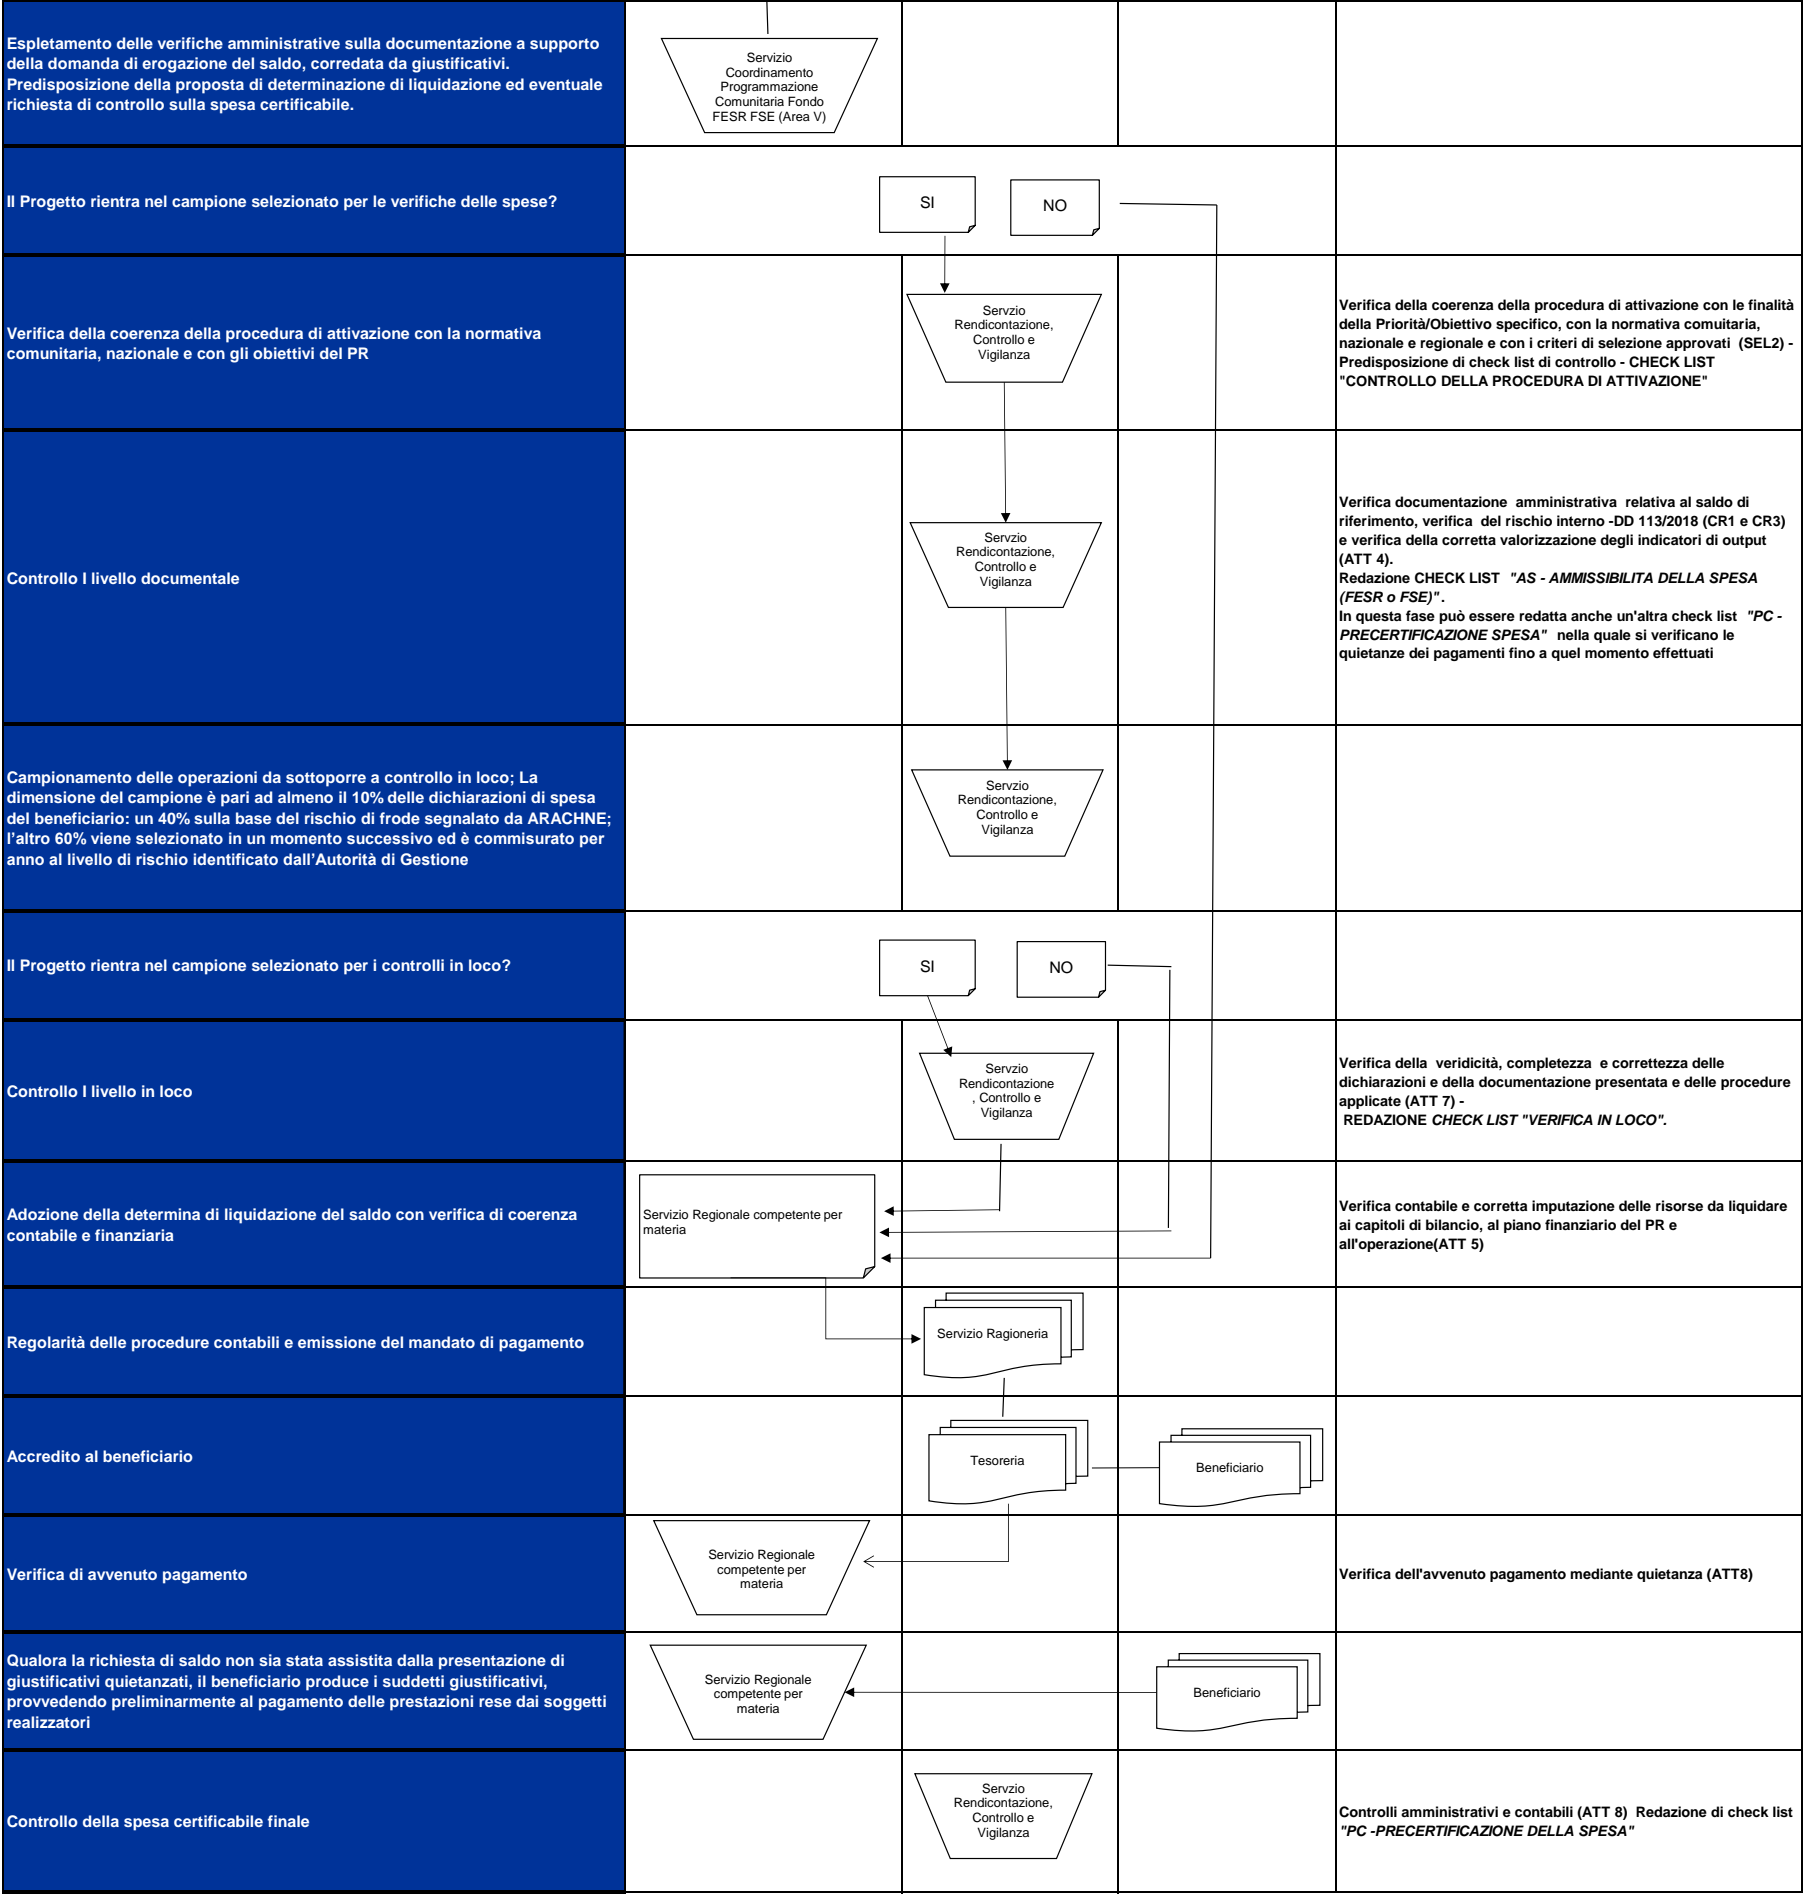 Espletamento delle verifiche amministrative sulla documentazione a supporto
della domanda di erogazione del saldo, corredata da giustificativi.
Predisposizione della proposta di determinazione di liquidazione ed eventuale
richiesta di controllo sulla spesa certificabile.
Servizio
Coordinamento
Programmazione
Comunitaria Fondo
FESR FSE (Area V)
Il Progetto rientra nel campione selezionato per le verifiche delle spese?
SI
NO
Verifica della coerenza della procedura di attivazione con la normativa
comunitaria, nazionale e con gli obiettivi del PR
Servzio
Rendicontazione,
Controllo e
Vigilanza
Verifica della coerenza della procedura di attivazione con le finalità
della Priorità/Obiettivo specifico, con la normativa comuitaria,
nazionale e regionale e con i criteri di selezione approvati (SEL2) -
Predisposizione di check list di controllo - CHECK LIST
"CONTROLLO DELLA PROCEDURA DI ATTIVAZIONE"
Controllo I livello documentale
Servzio
Rendicontazione,
Controllo e
Vigilanza
Verifica documentazione amministrativa relativa al saldo di
riferimento, verifica del rischio interno -DD 113/2018 (CR1 e CR3)
e verifica della corretta valorizzazione degli indicatori di output
(ATT 4).
Redazione CHECK LIST "AS - AMMISSIBILITA DELLA SPESA
(FESR o FSE)".
In questa fase può essere redatta anche un'altra check list "PC -
PRECERTIFICAZIONE SPESA" nella quale si verificano le
quietanze dei pagamenti fino a quel momento effettuati
Campionamento delle operazioni da sottoporre a controllo in loco; La
dimensione del campione è pari ad almeno il 10% delle dichiarazioni di spesa
del beneficiario: un 40% sulla base del rischio di frode segnalato da ARACHNE;
l'altro 60% viene selezionato in un momento successivo ed è commisurato per
anno al livello di rischio identificato dall'Autorità di Gestione
Servzio
Rendicontazione,
Controllo e
Vigilanza
Il Progetto rientra nel campione selezionato per i controlli in loco?
SI
NO
Controllo I livello in loco
Servzio
Rendicontazione
, Controllo e
Vigilanza
Verifica della veridicità, completezza e correttezza delle
dichiarazioni e della documentazione presentata e delle procedure
applicate (ATT 7) -
REDAZIONE CHECK LIST "VERIFICA IN LOCO".
Adozione della determina di liquidazione del saldo con verifica di coerenza
contabile e finanziaria
Servizio Regionale competente per
materia
Verifica contabile e corretta imputazione delle risorse da liquidare
ai capitoli di bilancio, al piano finanziario del PR e
all'operazione(ATT 5)
Regolarità delle procedure contabili e emissione del mandato di pagamento
Servizio Ragioneria
Accredito al beneficiario
Tesoreria
Beneficiario
Verifica di avvenuto pagamento
Servizio Regionale
competente per
materia
Verifica dell'avvenuto pagamento mediante quietanza (ATT8)
Qualora la richiesta di saldo non sia stata assistita dalla presentazione di
giustificativi quietanzati, il beneficiario produce i suddetti giustificativi,
provvedendo preliminarmente al pagamento delle prestazioni rese dai soggetti
realizzatori
Servizio Regionale
competente per
materia
Beneficiario
Controllo della spesa certificabile finale
Servzio
Rendicontazione,
Controllo e
Vigilanza
Controlli amministrativi e contabili (ATT 8) Redazione di check list
"PC -PRECERTIFICAZIONE DELLA SPESA"